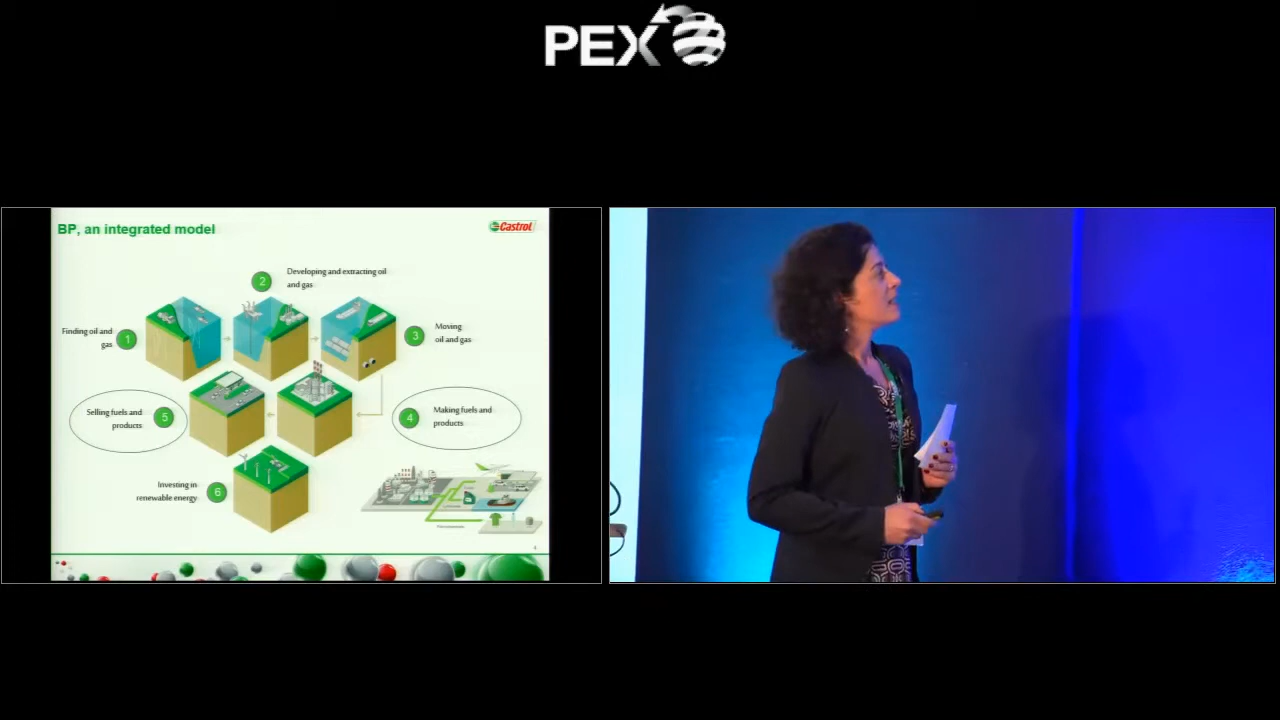 PEX
BP, an integrated model
Castrol
2
Developing and extracting oil
and gas
Finding oil and
gas
1
3
Moving
oil and gas
Selling fuels and
products
5
4
Making fuels and
products
Investing in
renewable energy
6